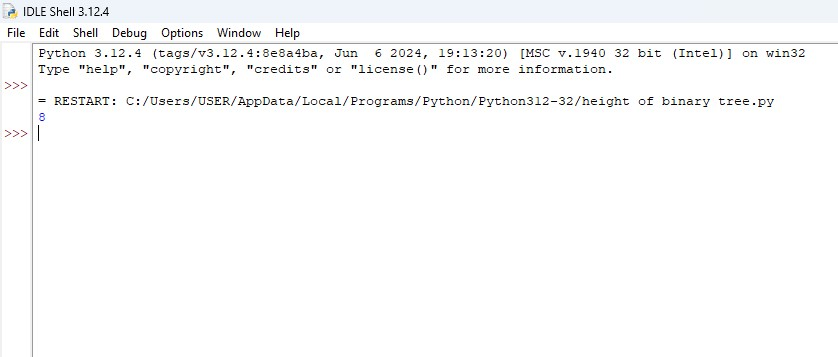 IDLE Shell 3.12.4
File Edit Shell Debug Options Window Help
Python 3.12.4 (tags/v3.12.4:8e8a4ba, Jun  6 2024, 19:13:20) [MSC v.1940 32 bit (Intel)] on win32
Type "help", "copyright", "credits" or "license()" for more information.
>>>
= RESTART: C:/Users/USER/AppData/Local/Programs/Python/Python312-32/height of binary tree.py
8
>>>